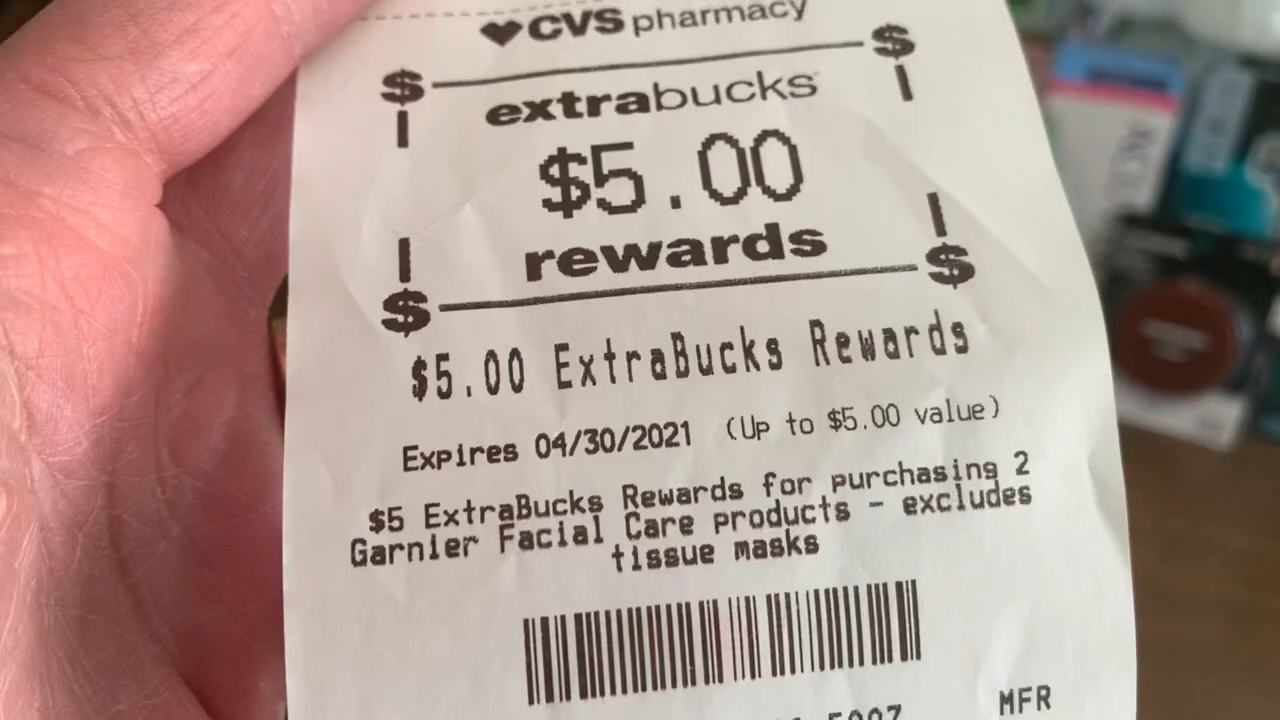 CVS pharmacy
$ $
extrabucks
$5.00
rewards
$ $
$5.00 ExtraBucks Rewards
Expires 04/30/2021 (Up to $5.00 value)
$5 ExtraBucks Rewards for purchasing 2
Garnier Facial Care products - excludes
tissue masks
MFR